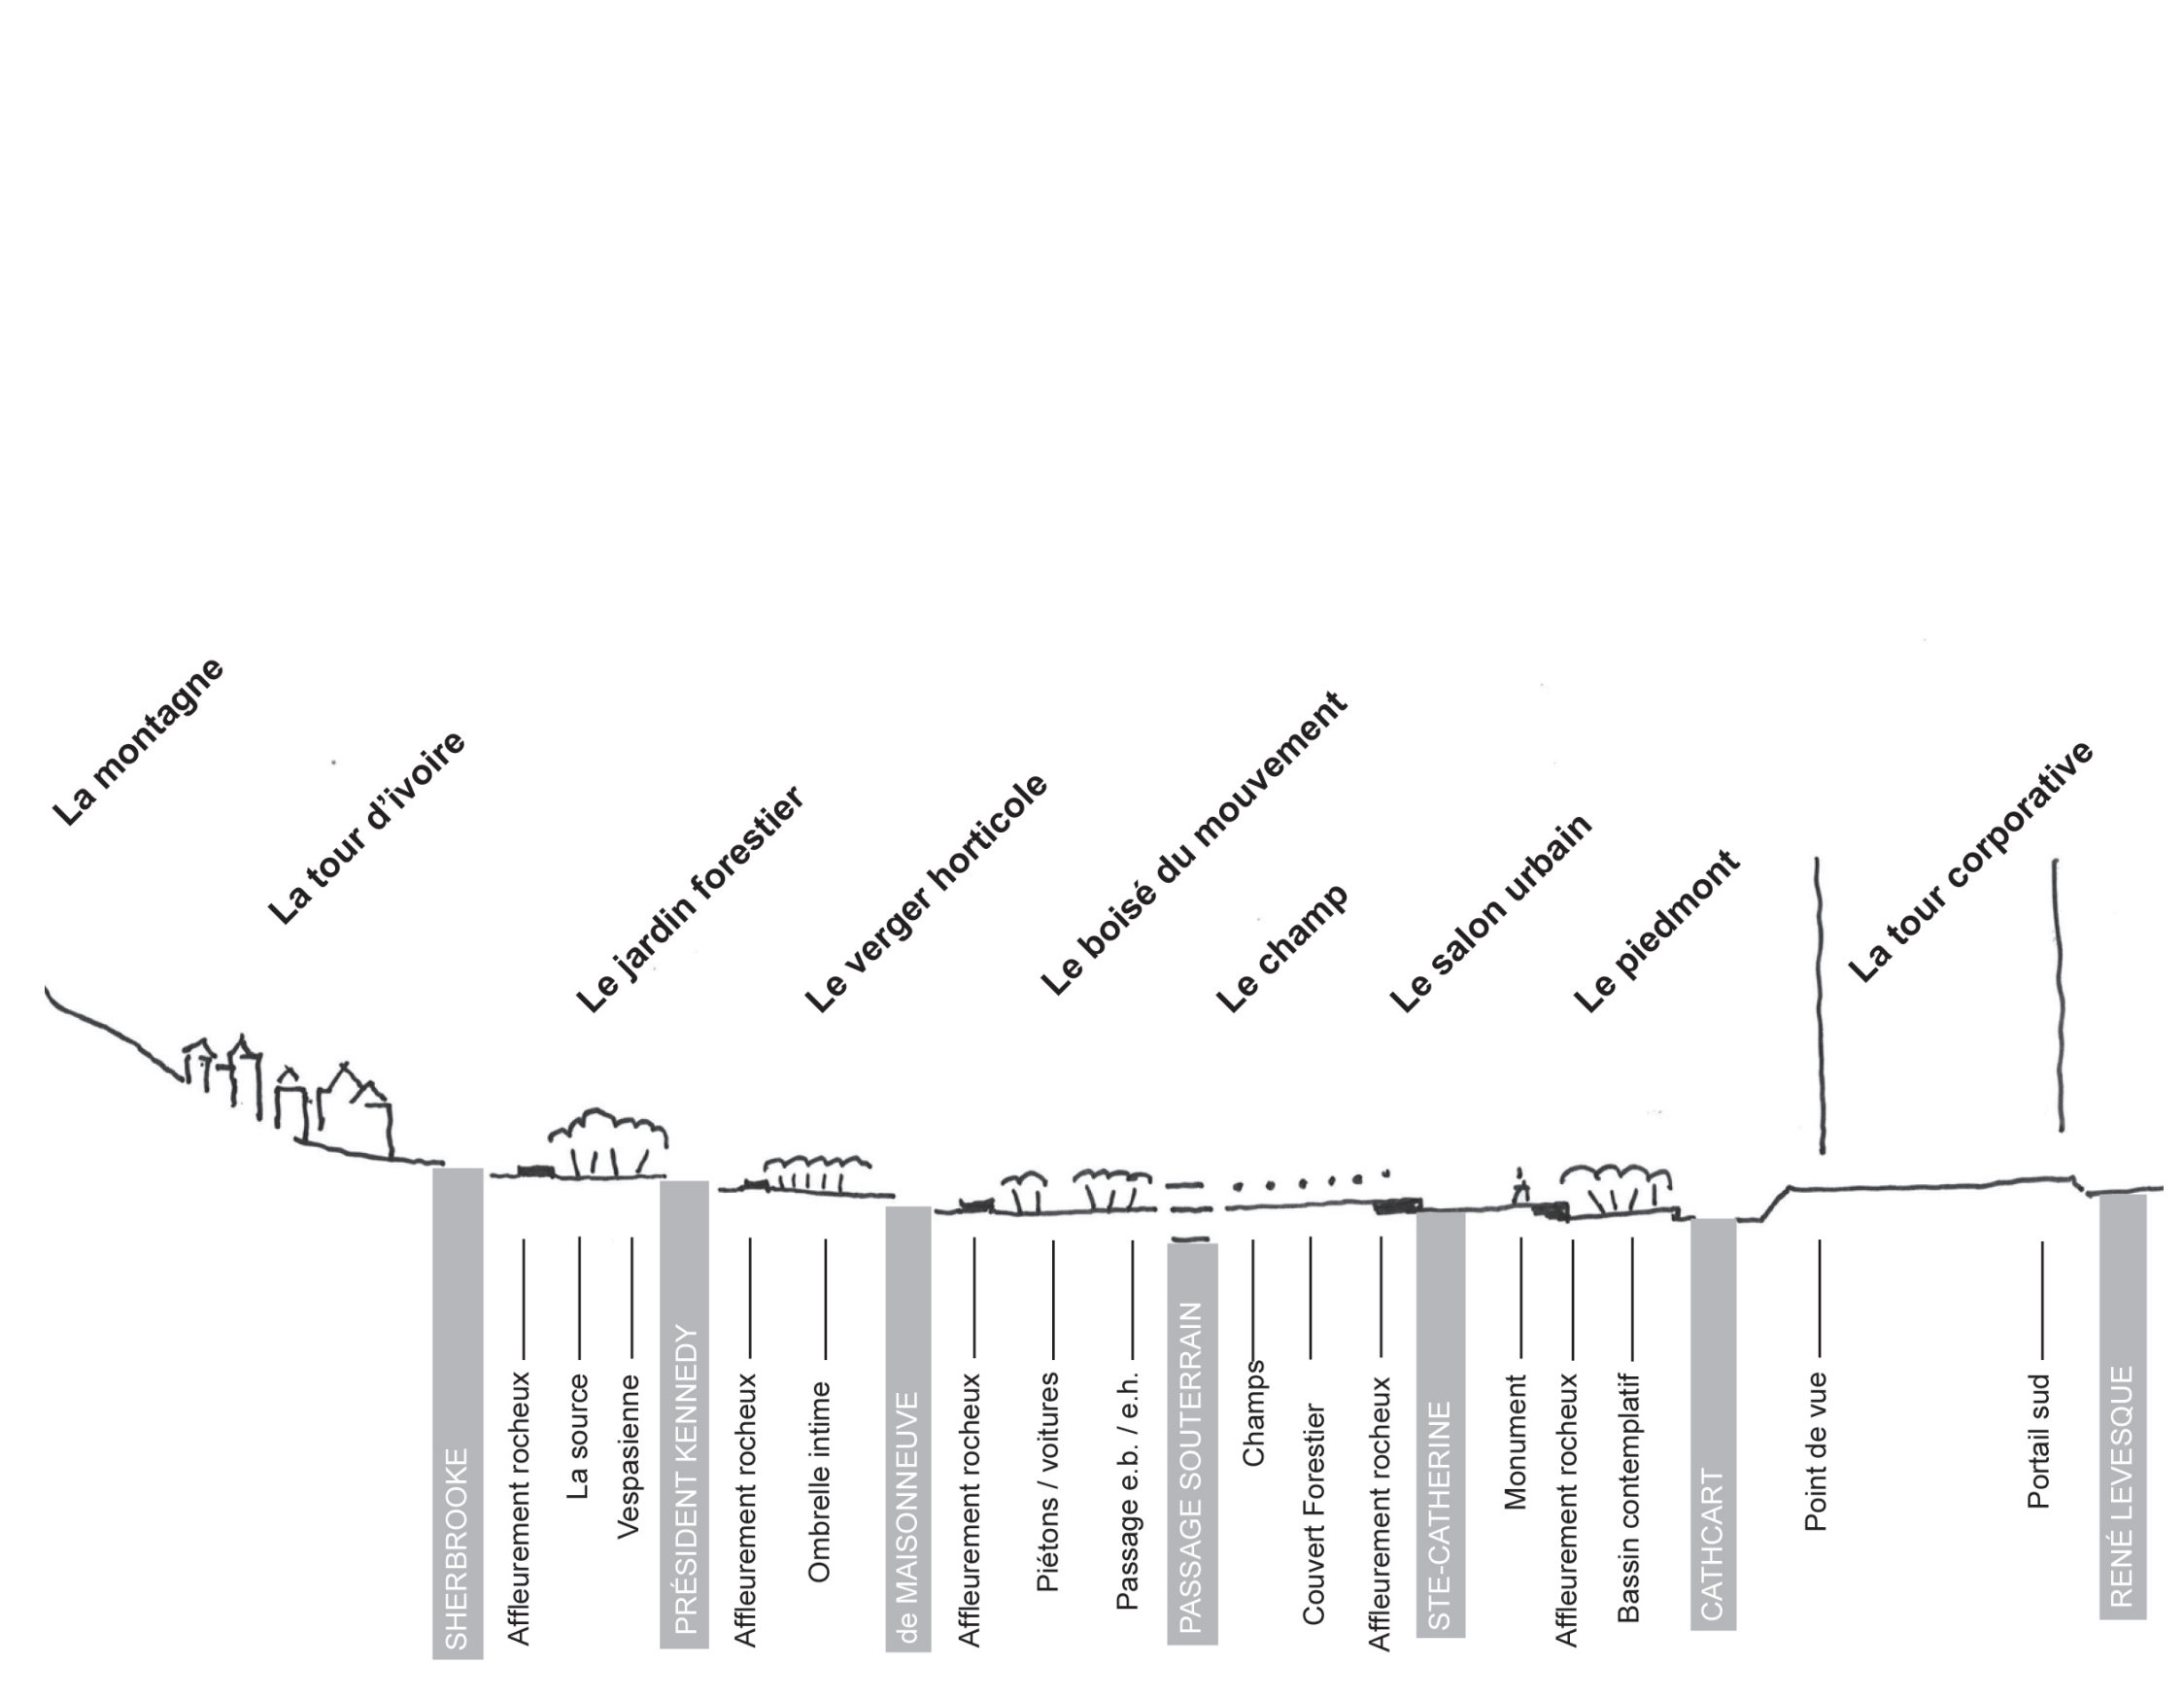 La montagne
La tour d'ivoire
Le jardin forestier
Le verger horticole
Le boisé du mouvement
Le champ
Le salon urbain
Le piedmont
La tour corporative
SHERBROOKE
Affleurement rocheux
La source
Vespasienne
PRÉSIDENT KENNEDY
Affleurement rocheux
Ombrelle intime
de MAISONNEUVE
Affleurement rocheux
Piétons / voitures
Passage e.b. / e.h.
PASSAGE SOUTERRAIN
Champs
Couvert Forestier
Affleurement rocheux
STE-CATHERINE
Monument
Affleurement rocheux
Bassin contemplatif
CATHCART
Point de vue
Portail sud
RENÉ LEVESQUE